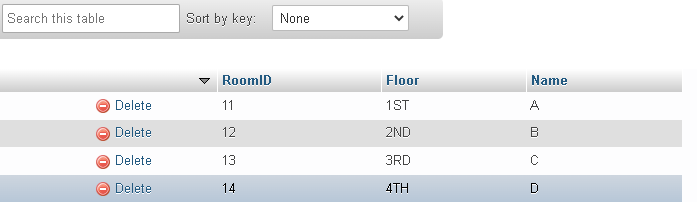 Search this table Sort by key: None
RoomID Floor Name
Delete 11 1ST A
Delete 12 2ND B
Delete 13 3RD C
Delete 14 4TH D